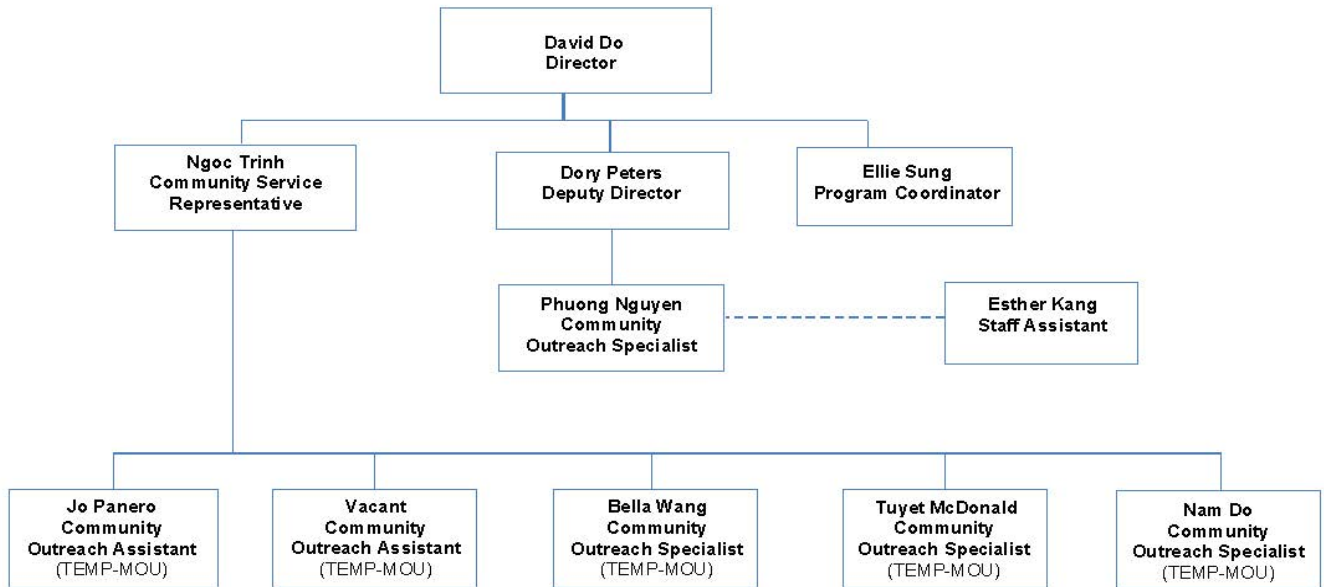 David Do
Director
Ngoc Trinh
Community Service
Representative
Dory Peters
Deputy Director
Ellie Sung
Program Coordinator
Phuong Nguyen
Community
Outreach Specialist
Esther Kang
Staff Assistant
Jo Panero
Community
Outreach Assistant
(TEMP-MOU)
Vacant
Community
Outreach Assistant
(TEMP-MOU)
Bella Wang
Community
Outreach Specialist
(TEMP-MOU)
Tuyet McDonald
Community
Outreach Specialist
(TEMP-MOU)
Nam Do
Community
Outreach Specialist
(TEMP-MOU)